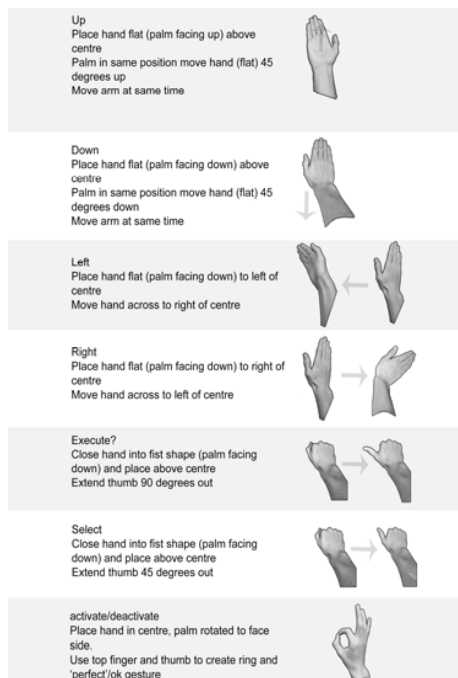 Up
Place hand flat (palm facing up) above
centre
Palm in same position move hand (flat) 45
degrees up
Move arm at same time
Down
Place hand flat (palm facing down) above
centre
Palm in same position move hand (flat) 45
degrees down
Move arm at same time
Left
Place hand flat (palm facing down) to left of
centre
Move hand across to right of centre
Right
Place hand flat (palm facing down) to right of
centre
Move hand across to left of centre
Execute?
Close hand into fist shape (palm facing
down) and place above centre
Extend thumb 90 degrees out
Select
Close hand into fist shape (palm facing
down) and place above centre
Extend thumb 45 degrees out
activate/deactivate
Place hand in centre, palm rotated to face
side.
Use top finger and thumb to create ring and
'perfect'/ok gesture